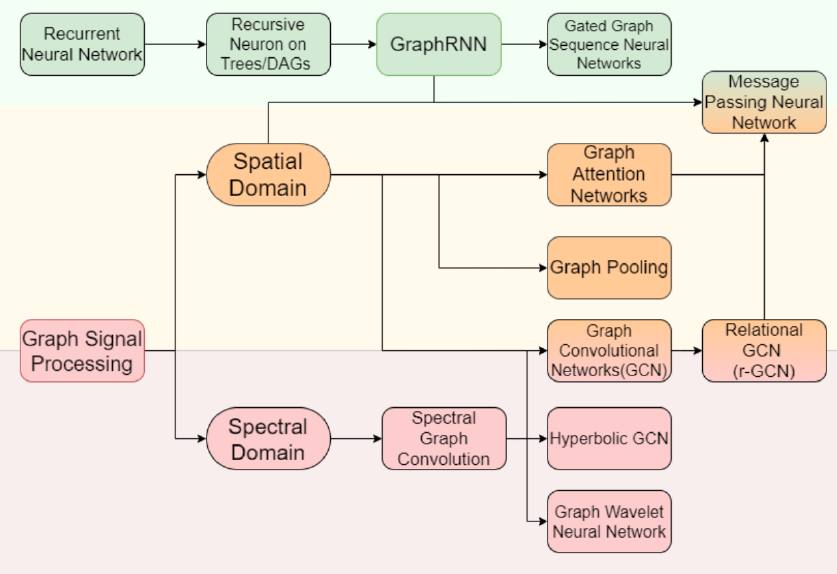 Recurrent
Neural Network
Recursive
Neuron on
Trees/DAGs
GraphRNN
Gated Graph
Sequence Neural
Networks
Message
Passing Neural
Network
Spatial
Domain
Graph
Attention
Networks
Graph Pooling
Graph Signal
Processing
Graph
Convolutional
Networks(GCN)
Relational
GCN
(r-GCN)
Spectral
Domain
Spectral
Graph
Convolution
Hyperbolic GCN
Graph Wavelet
Neural Network